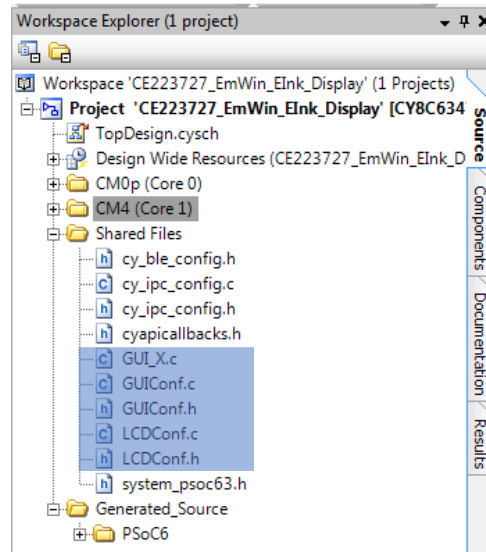 Workspace Explorer (1 project)
Workspace 'CE223727_EmWin_EInk_Display' (1 Projects)
Project 'CE223727_EmWin_EInk_Display' [CY8C634
TopDesign.cysch
Design Wide Resources (CE223727_EmWin_EInk_D
CM0p (Core 0)
CM4 (Core 1)
Shared Files
cy_ble_config.h
cy_ipc_config.c
cy_ipc_config.h
cyapicallbacks.h
GUI_X.c
GUIConf.c
GUIConf.h
LCDConf.c
LCDConf.h
system_psoc63.h
Generated_Source
PSoC6
Source
Components
Documentation
Results